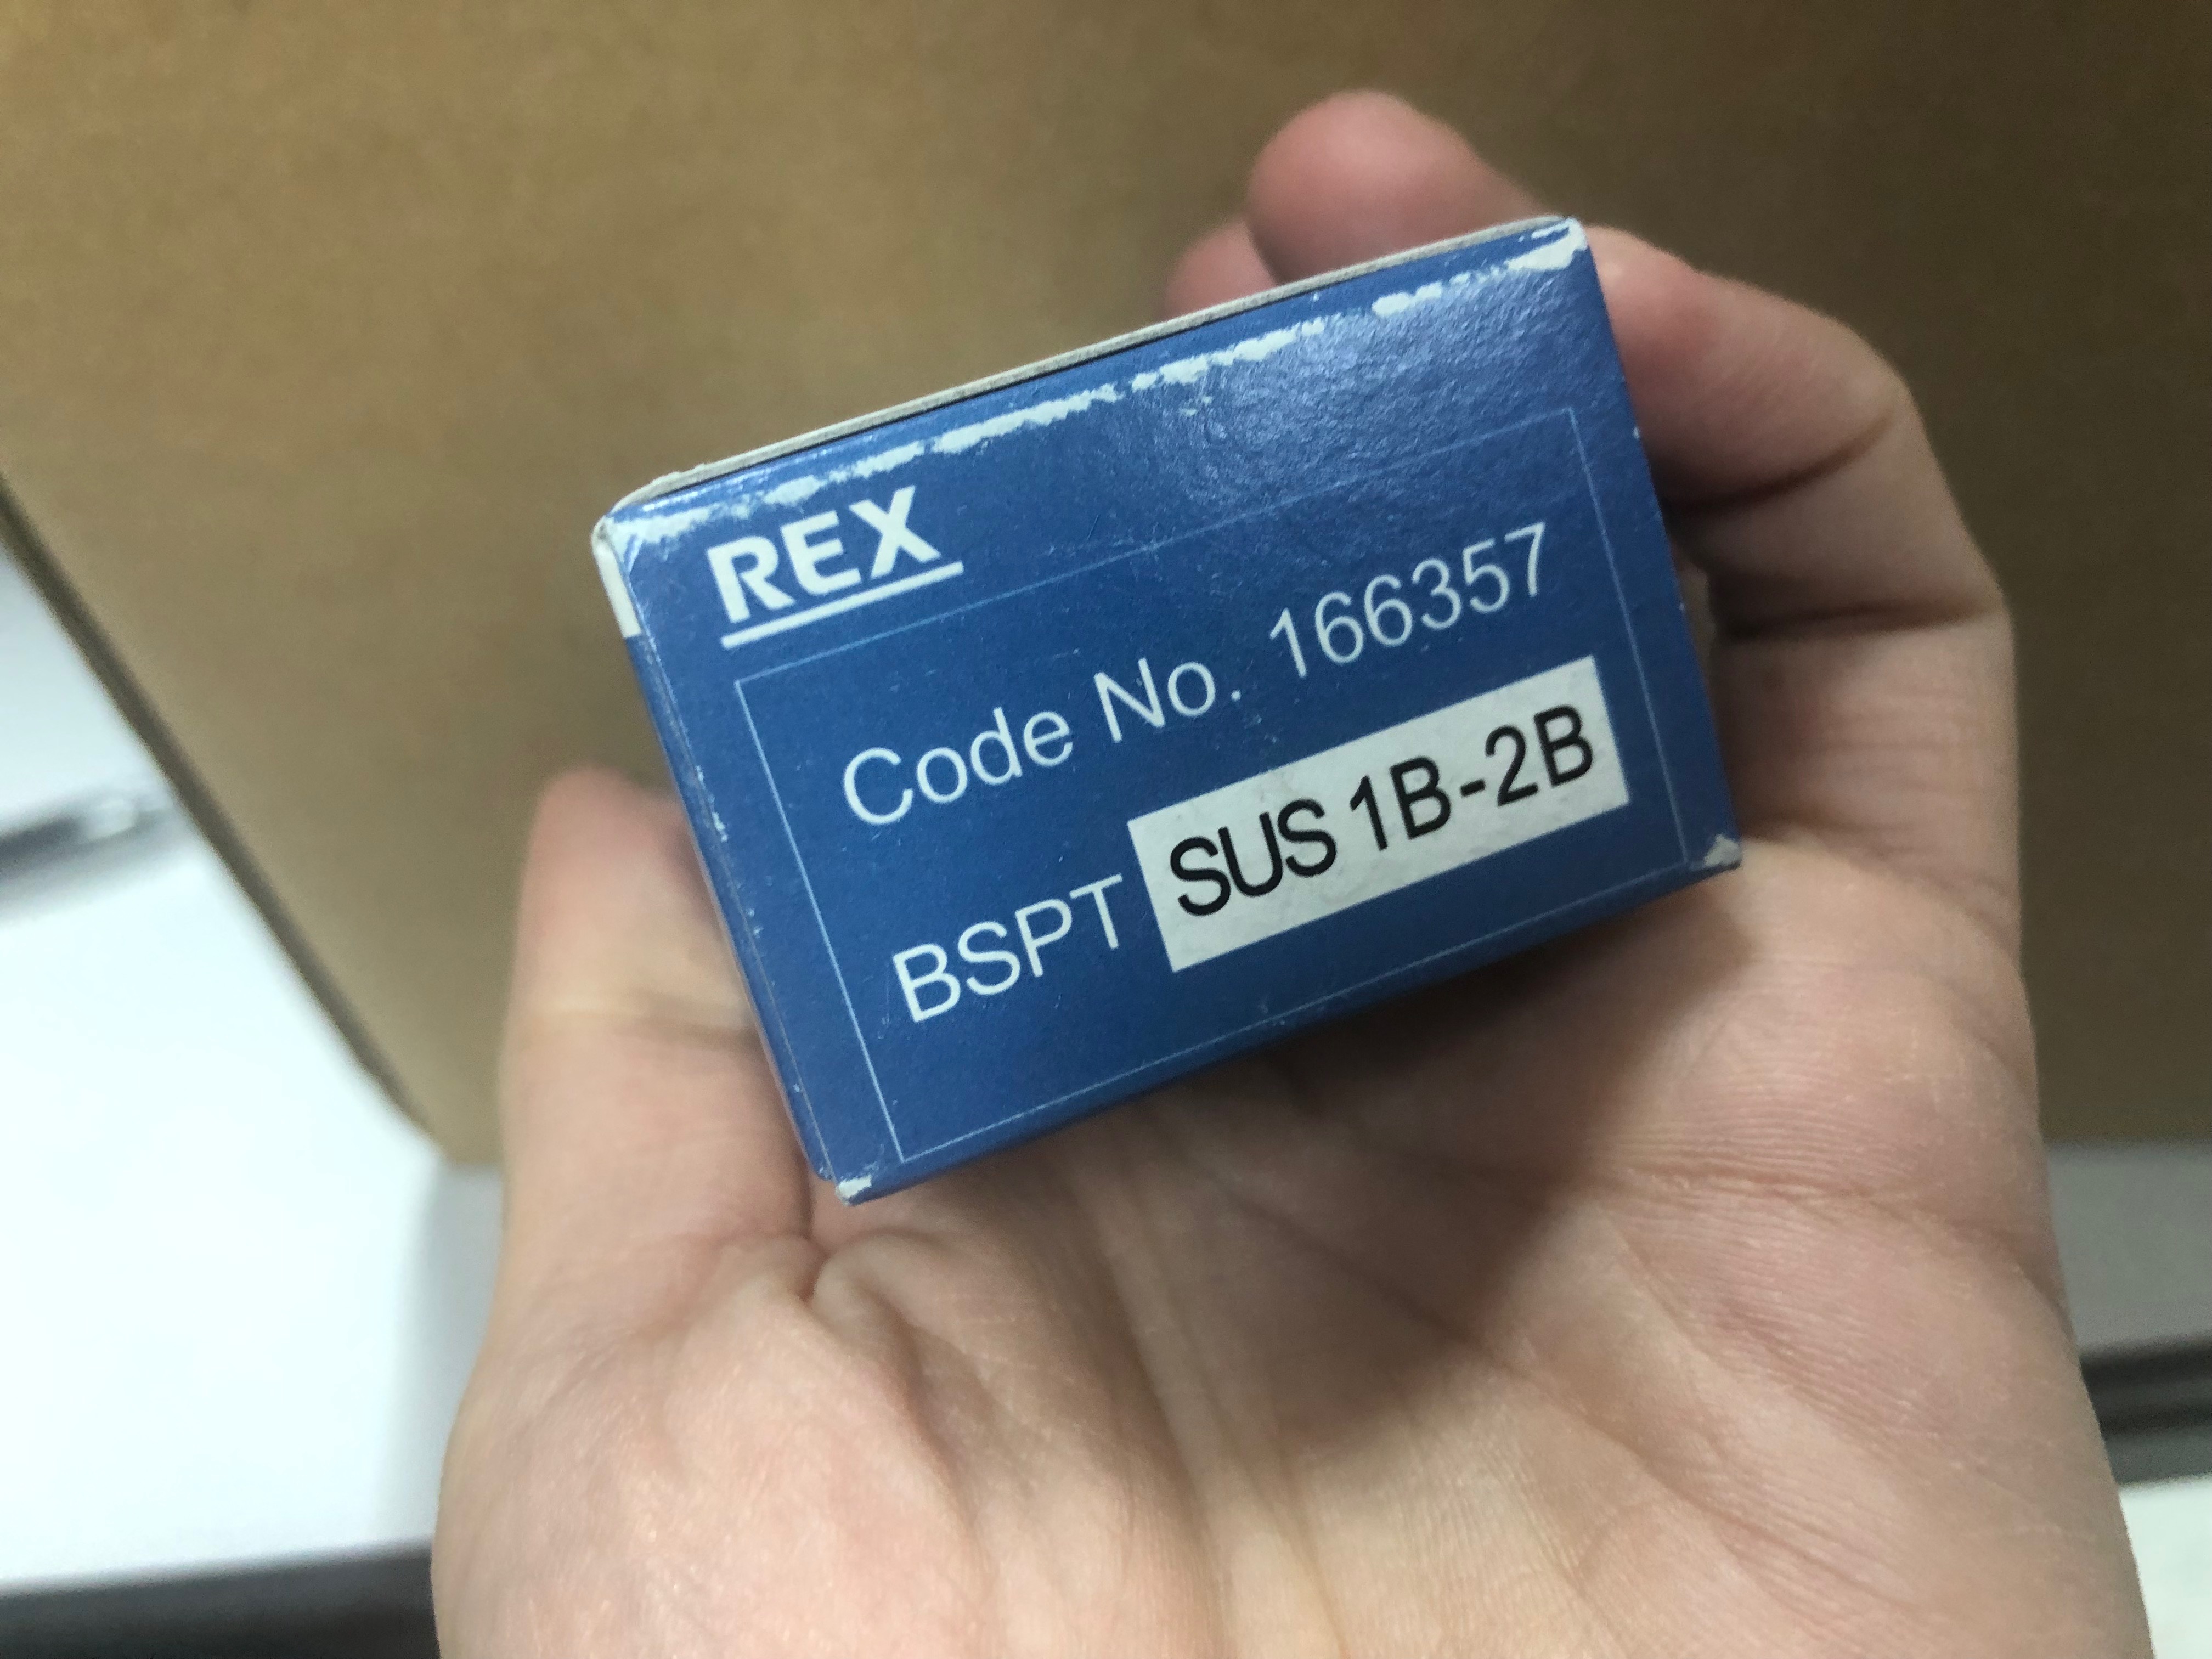 REX
Code No. 166357
BSPT SUS 1B-2B